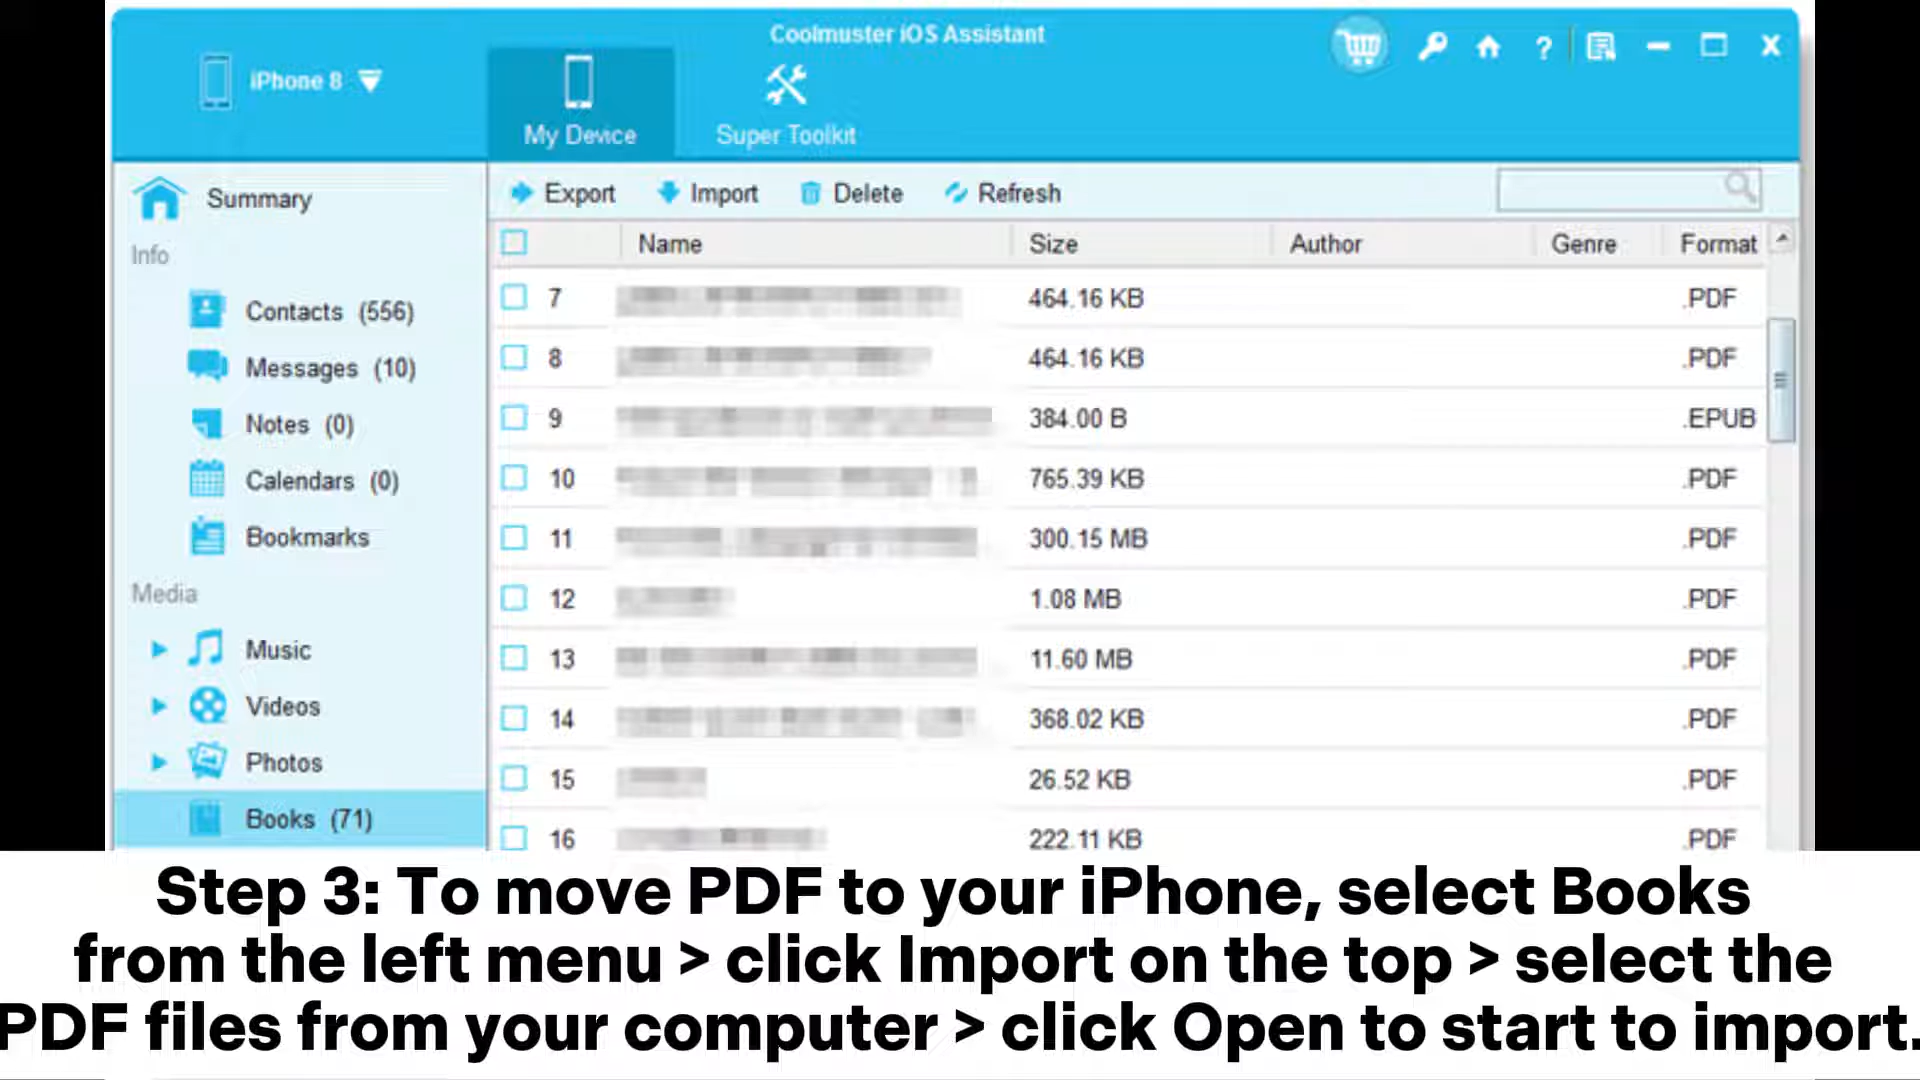 Coolmuster iOS Assistant
iPhone 8
My Device
Super Toolkit
?
Summary
Export Import Delete Refresh
Info
Name Size Author Genre Format
Contacts (556)
Messages (10)
Notes (0)
Calendars (0)
Bookmarks
Media
Music
Videos
Photos
Books (71)
7 464.16 KB .PDF
8 464.16 KB .PDF
9 384.00 B .EPUB
10 765.39 KB .PDF
11 300.15 MB .PDF
12 1.08 MB .PDF
13 11.60 MB .PDF
14 368.02 KB .PDF
15 26.52 KB .PDF
16 222.11 KB .PDF
Step 3: To move PDF to your iPhone, select Books
from the left menu > click Import on the top > select the
PDF files from your computer > click Open to start to import.